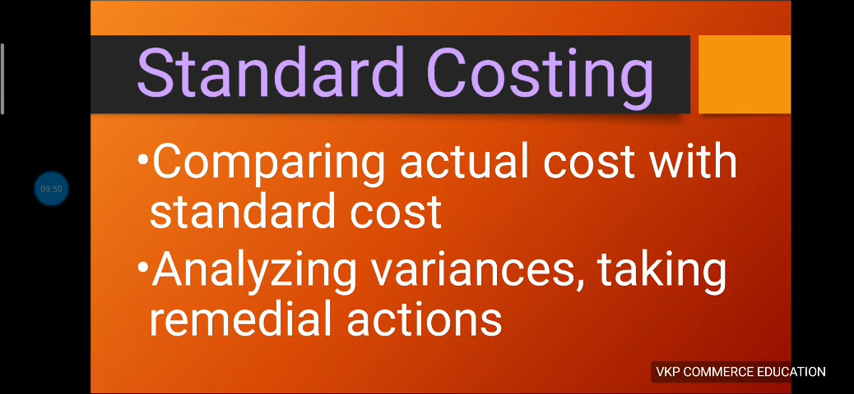 Standard Costing
•Comparing actual cost with
standard cost
09:50
•Analyzing variances, taking
remedial actions
VKP COMMERCE EDUCATION